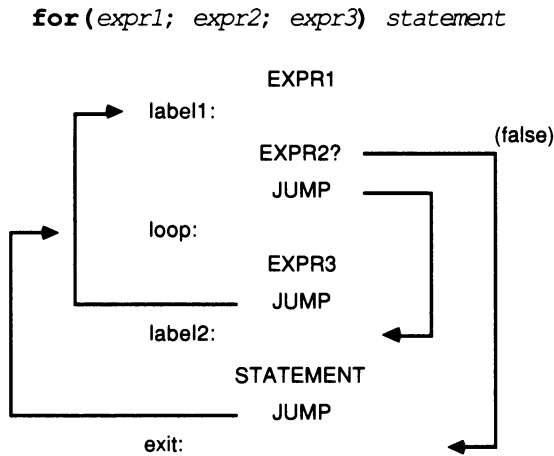 for(expr1; expr2; expr3) statement
EXPR1
label1:
(false)
EXPR2?
JUMP
loop:
EXPR3
JUMP
label2:
STATEMENT
JUMP
exit: